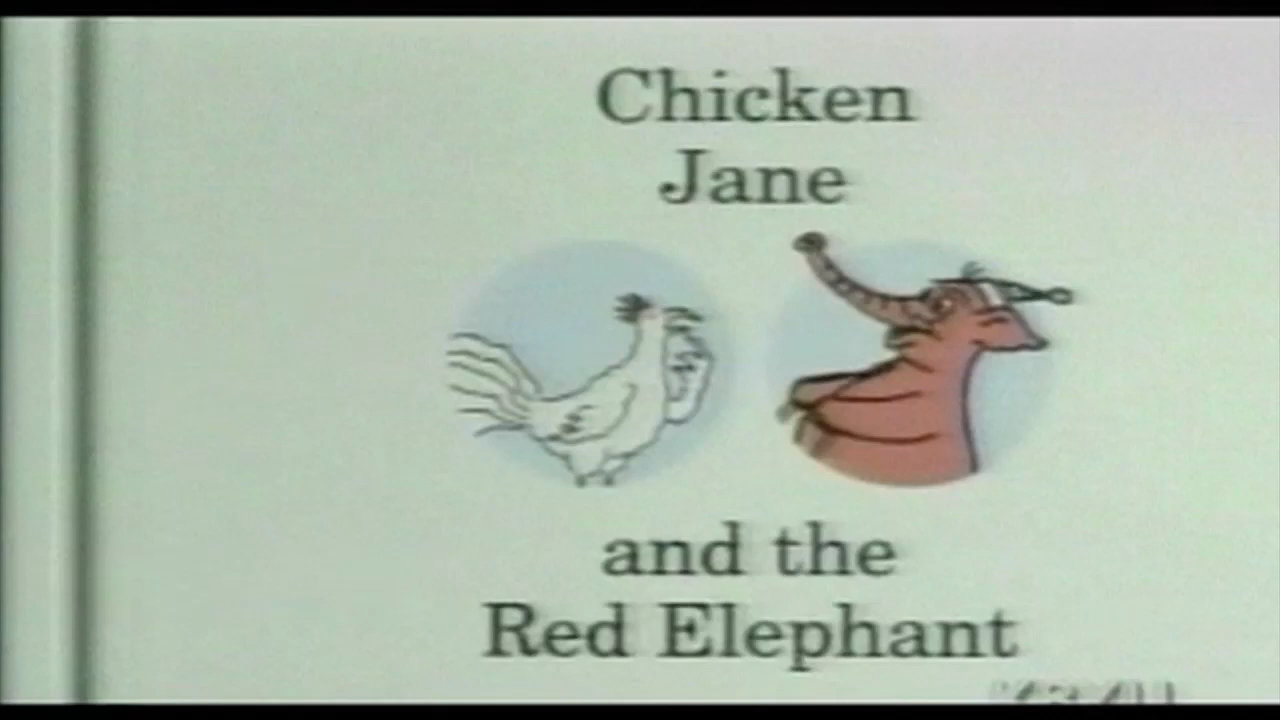 Chicken
Jane
and the
Red Elephant